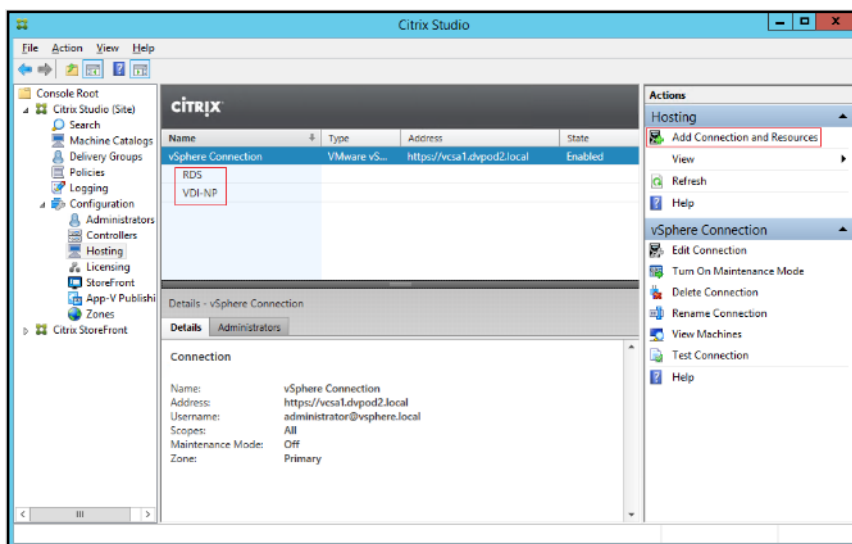 Citrix Studio
File Action View Help
Console Root
Citrix Studio (Site)
Search
Machine Catalogs
Delivery Groups
Policies
Logging
Configuration
Administrators
Controllers
Hosting
Licensing
StoreFront
App-V Publishi
Zones
Citrix StoreFront
CITRIX
Name Type Address State
vSphere Connection VMware vS... https://vcsa1.dvpod2.local Enabled
RDS
VDI-NP
Details - vSphere Connection
Details Administrators
Connection
Name: vSphere Connection
Address: https://vcsa1.dvpod2.local
Username: administrator@vsphere.local
Scopes: All
Maintenance Mode: Off
Zone: Primary
Actions
Hosting
Add Connection and Resources
View
Refresh
Help
vSphere Connection
Edit Connection
Turn On Maintenance Mode
Delete Connection
Rename Connection
View Machines
Test Connection
Help